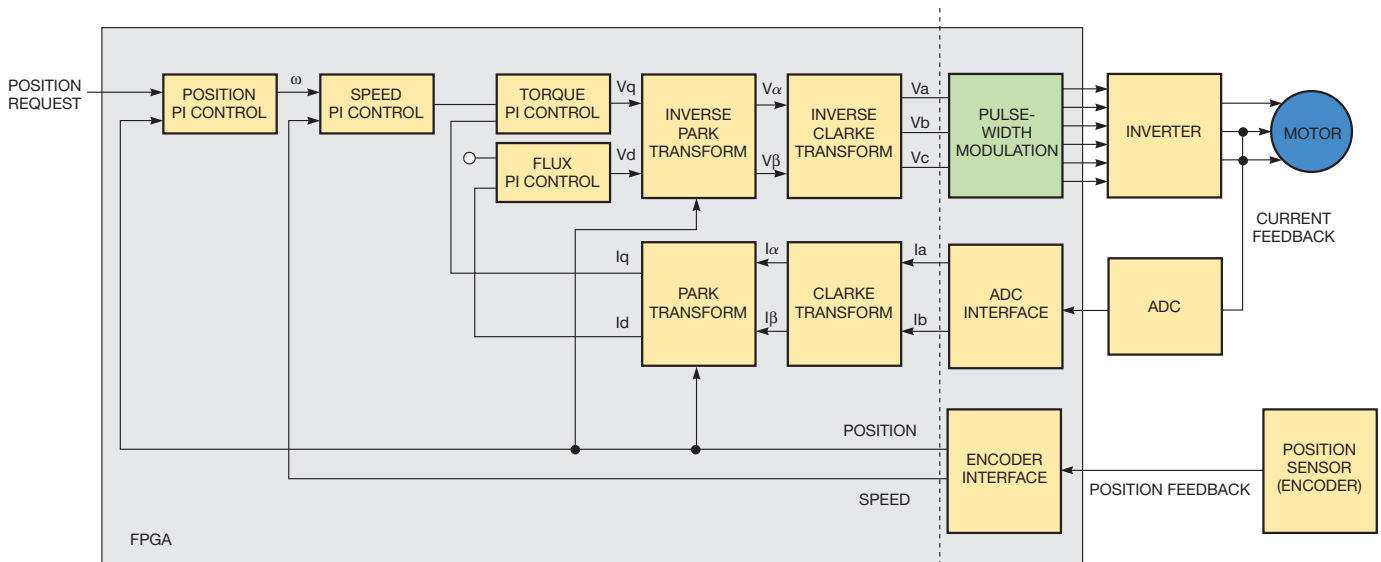 POSITION
REQUEST
POSITION
PI CONTROL
ω
SPEED
PI CONTROL
TORQUE
PI CONTROL
Vq
FLUX
PI CONTROL
Vd
INVERSE
PARK
TRANSFORM
Vα
Vβ
INVERSE
CLARKE
TRANSFORM
Va
Vb
Vc
PULSE-
WIDTH
MODULATION
INVERTER
MOTOR
CURRENT
FEEDBACK
Iq
Id
PARK
TRANSFORM
Iα
Iβ
CLARKE
TRANSFORM
Ia
Ib
ADC
INTERFACE
ADC
POSITION
SPEED
ENCODER
INTERFACE
POSITION FEEDBACK
POSITION
SENSOR
(ENCODER)
FPGA